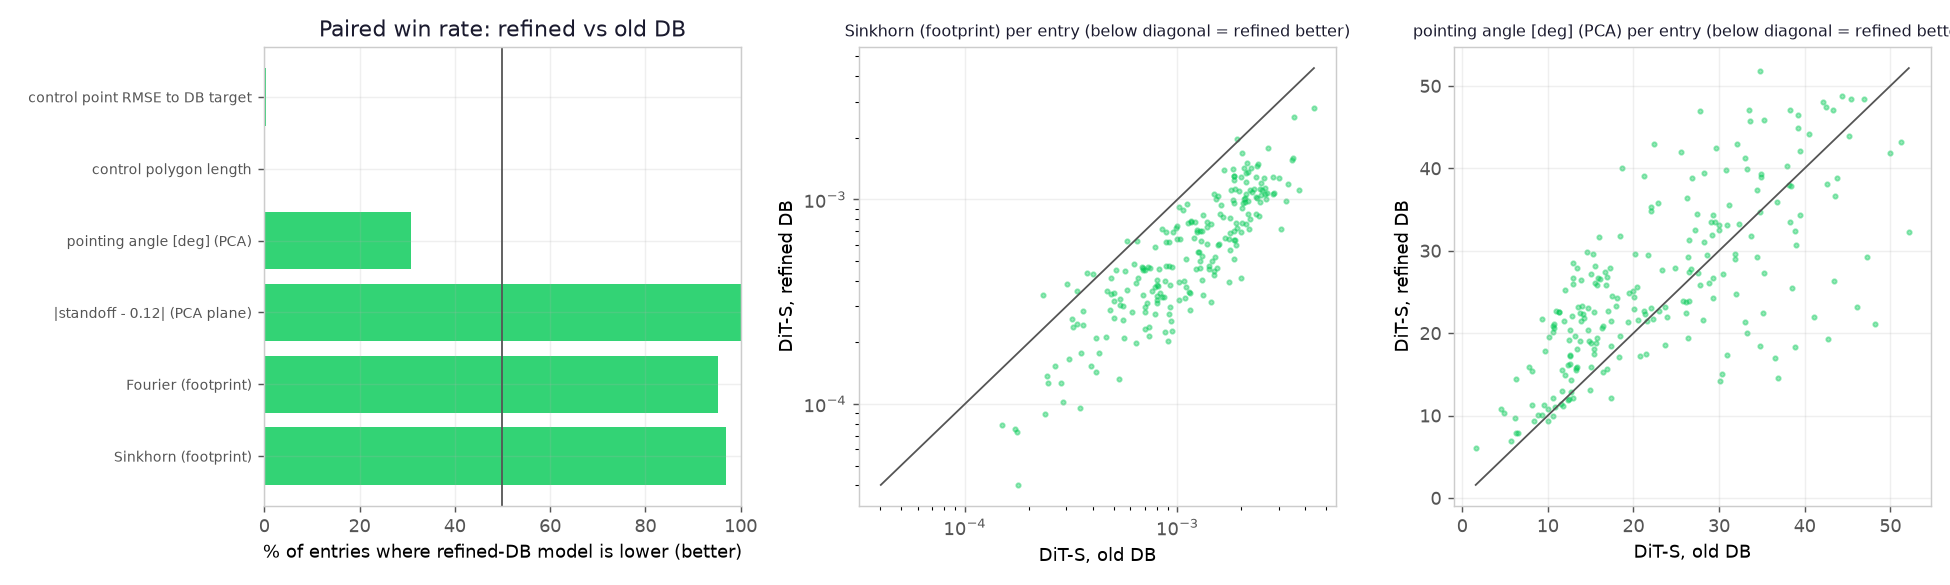 Paired win rate: refined vs old DB
control point RMSE to DB target
control polygon length
pointing angle [deg] (PCA)
|standoff - 0.12| (PCA plane)
Fourier (footprint)
Sinkhorn (footprint)
0 20 40 60 80 100
% of entries where refined-DB model is lower (better)
Sinkhorn (footprint) per entry (below diagonal = refined better)
DiT-S, refined DB
10⁻³
10⁻⁴
10⁻⁴ 10⁻³
DiT-S, old DB
pointing angle [deg] (PCA) per entry (below diagonal = refined bett
DiT-S, refined DB
50
40
30
20
10
0
0 10 20 30 40 50
DiT-S, old DB